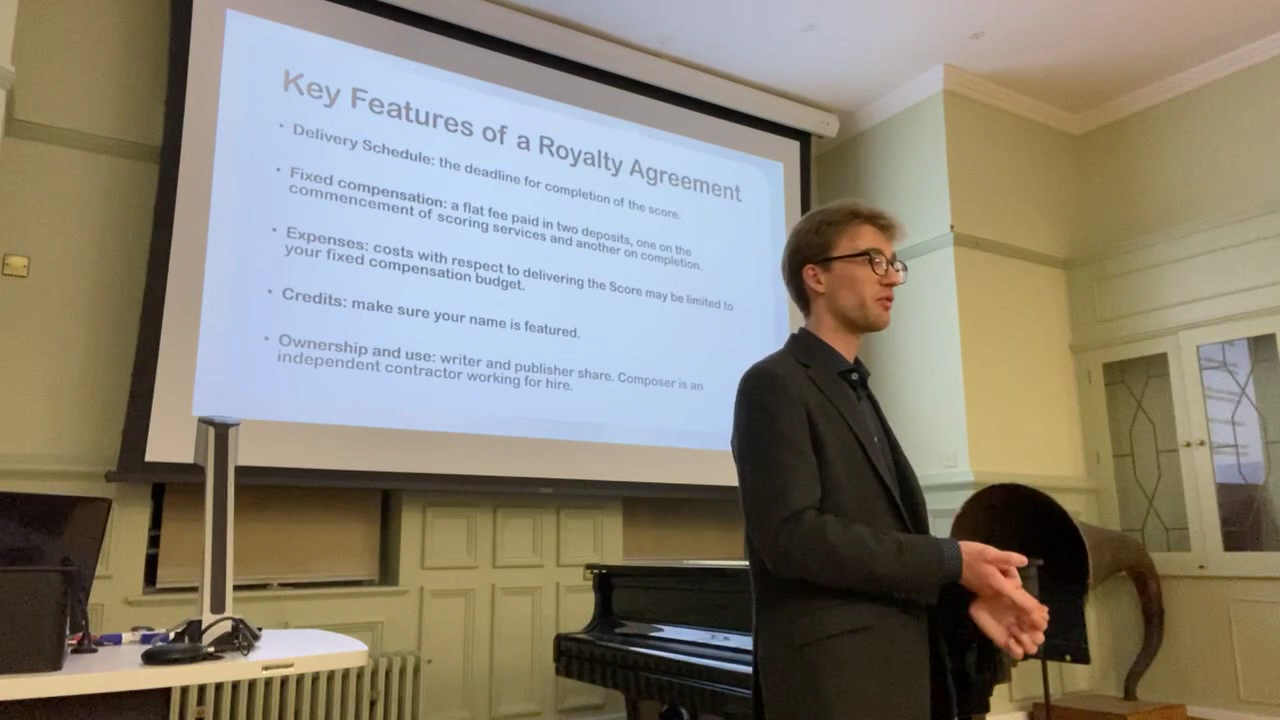 Key Features of a Royalty Agreement
• Delivery Schedule: the deadline for completion of the score.
• Fixed compensation: a flat fee paid in two deposits, one on the
commencement of scoring services and another on completion.
• Expenses: costs with respect to delivering the Score may be limited to
your fixed compensation budget.
• Credits: make sure your name is featured.
• Ownership and use: writer and publisher share. Composer is an
independent contractor working for hire.